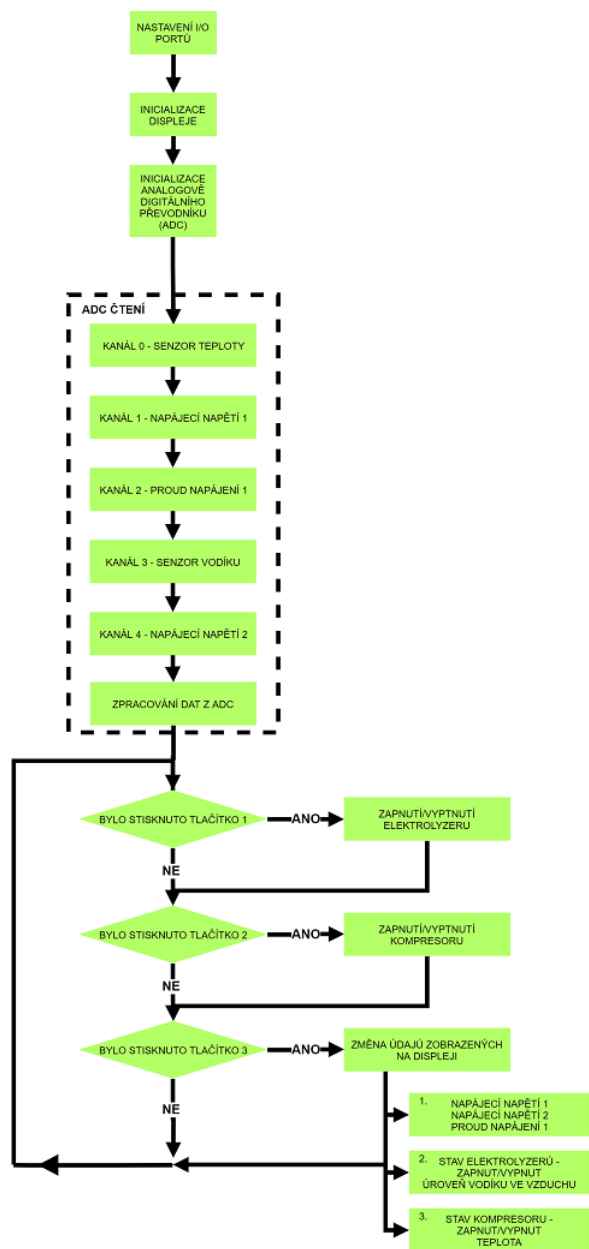 NASTAVENÍ I/O
PORTŮ
INICIALIZACE
DISPLEJE
INICIALIZACE
ANALOGOVĚ
DIGITÁLNÍHO
PŘEVODNÍKU
(ADC)
ADC ČTENÍ
KANÁL 0 - SENZOR TEPLOTY
KANÁL 1 - NAPÁJECÍ NAPĚTÍ 1
KANÁL 2 - PROUD NAPÁJENÍ 1
KANÁL 3 - SENZOR VODÍKU
KANÁL 4 - NAPÁJECÍ NAPĚTÍ 2
ZPRACOVÁNÍ DAT Z ADC
BYLO STISKNUTO TLAČÍTKO 1
ANO
ZAPNUTÍ/VYPTNUTÍ
ELEKTROLYZERU
NE
BYLO STISKNUTO TLAČÍTKO 2
ANO
ZAPNUTÍ/VYPTNUTÍ
KOMPRESORU
NE
BYLO STISKNUTO TLAČÍTKO 3
ANO
ZMĚNA ÚDAJŮ ZOBRAZENÝCH
NA DISPLEJI
NE
1. NAPÁJECÍ NAPĚTÍ 1
NAPÁJECÍ NAPĚTÍ 2
PROUD NAPÁJENÍ 1
2. STAV ELEKTROLYZERŮ -
ZAPNUT/VYPNUT
ÚROVEŇ VODÍKU VE VZDUCHU
3. STAV KOMPRESORU -
ZAPNUT/VYPNUT
TEPLOTA